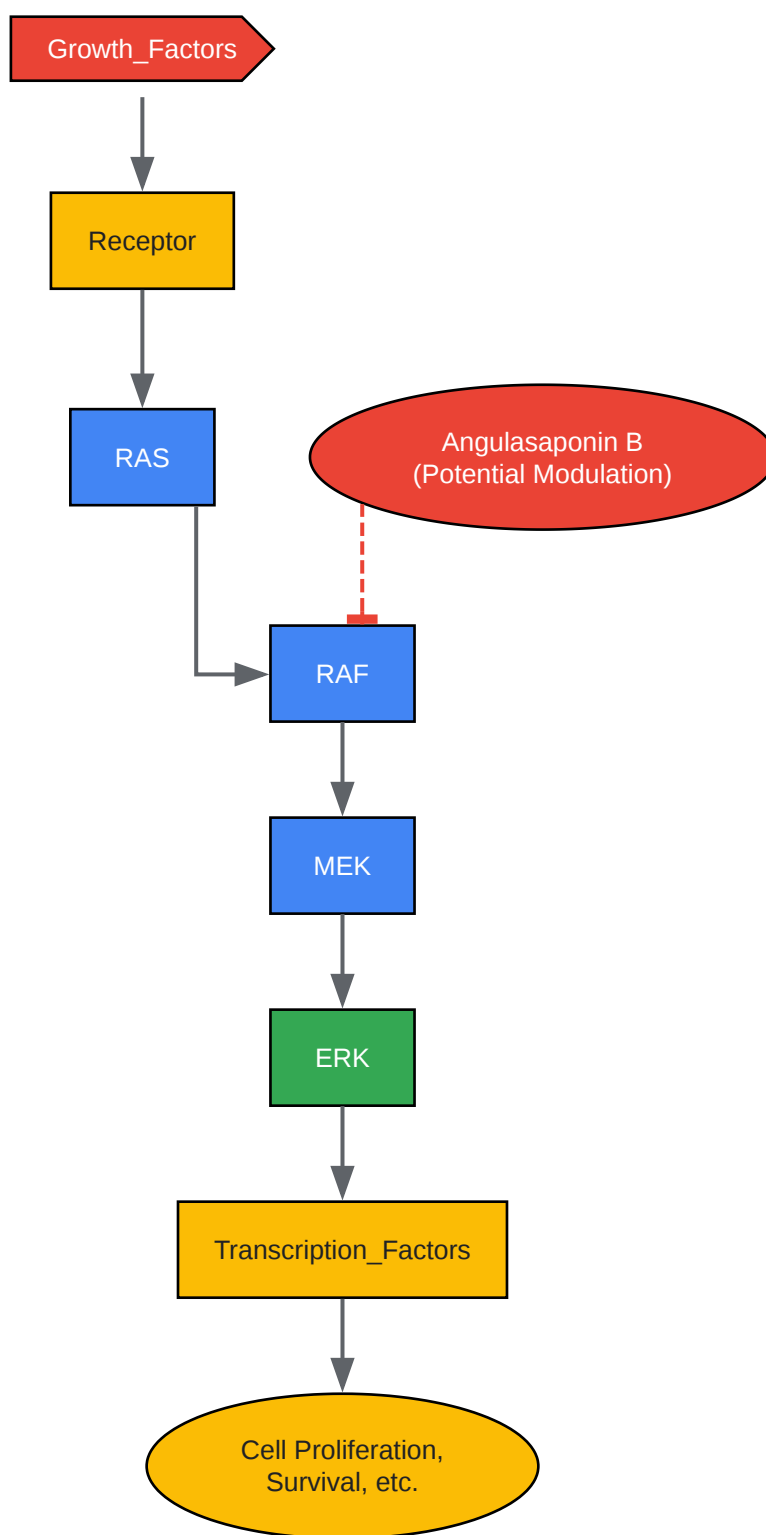 Growth_Factors
Receptor
RAS
Angulasaponin B
(Potential Modulation)
RAF
MEK
ERK
Transcription_Factors
Cell Proliferation,
Survival, etc.